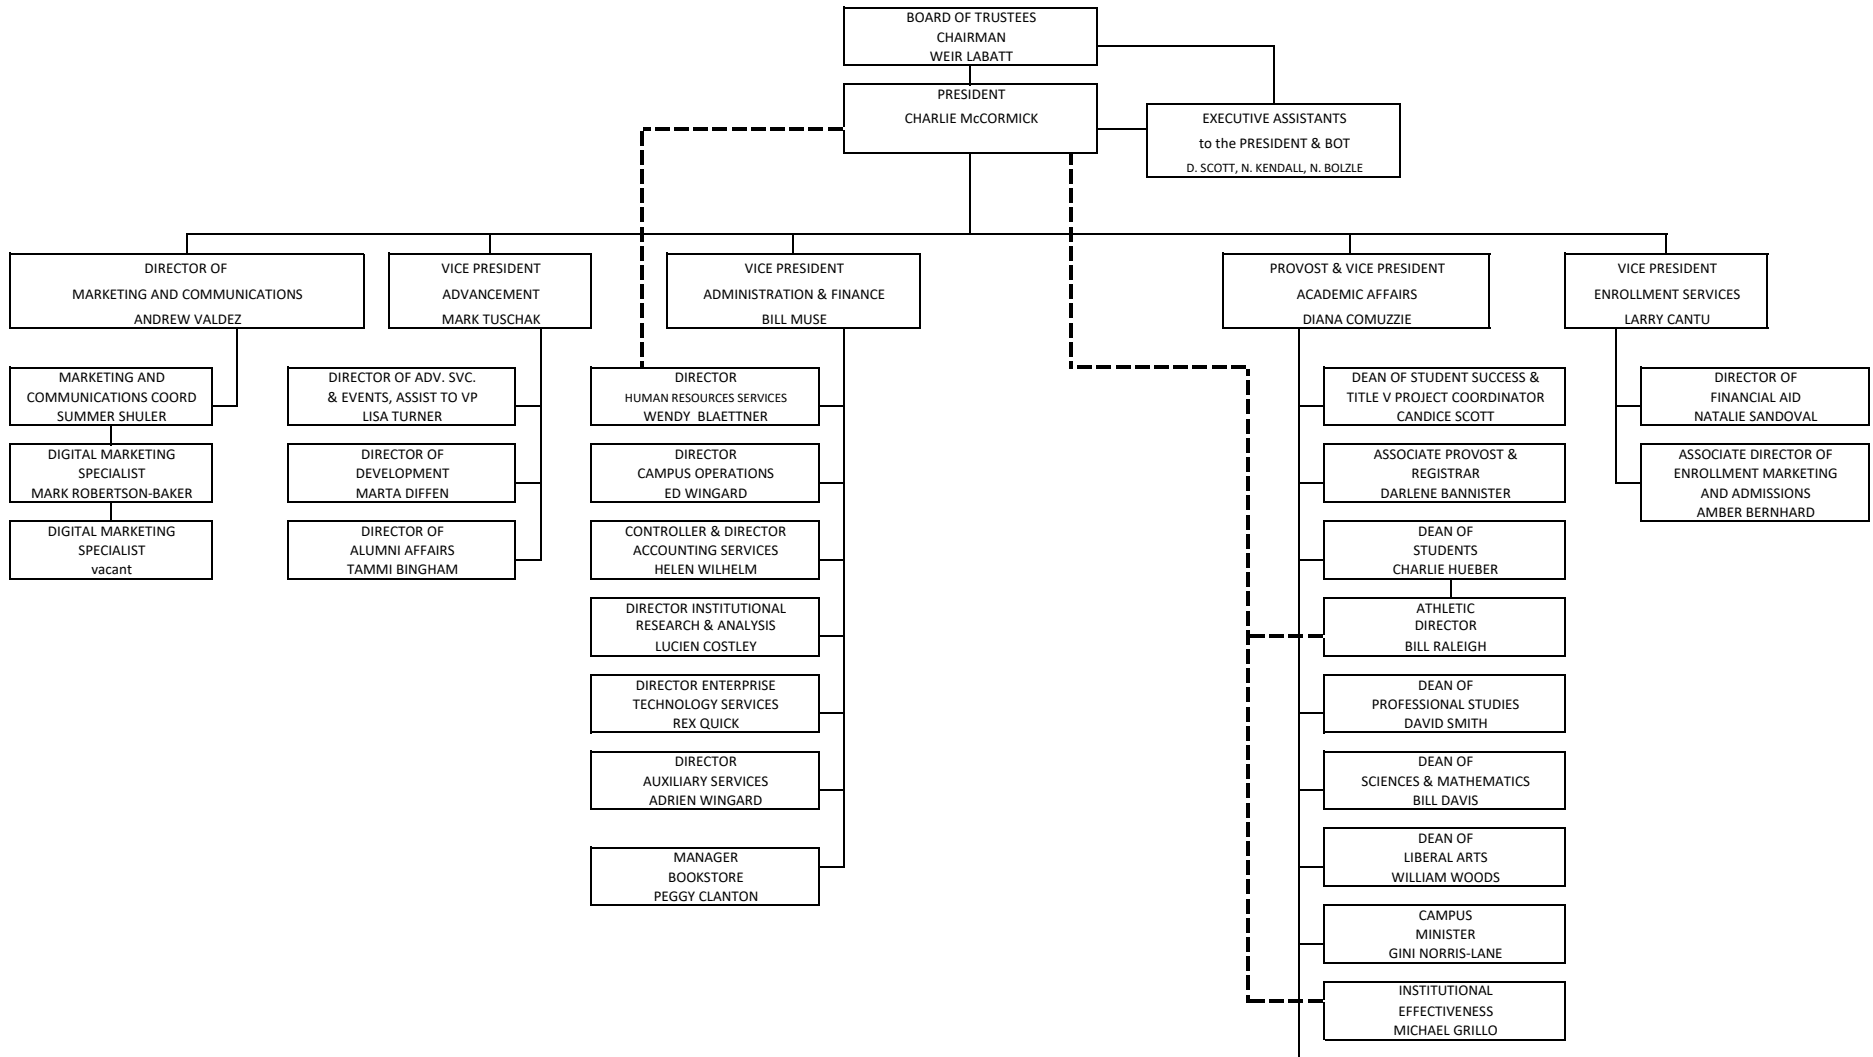 BOARD OF TRUSTEES
CHAIRMAN
WEIR LABATT
PRESIDENT
CHARLIE McCORMICK
EXECUTIVE ASSISTANTS
to the PRESIDENT & BOT
D. SCOTT, N. KENDALL, N. BOLZLE
DIRECTOR OF
MARKETING AND COMMUNICATIONS
ANDREW VALDEZ
VICE PRESIDENT
ADVANCEMENT
MARK TUSCHAK
VICE PRESIDENT
ADMINISTRATION & FINANCE
BILL MUSE
PROVOST & VICE PRESIDENT
ACADEMIC AFFAIRS
DIANA COMUZZIE
VICE PRESIDENT
ENROLLMENT SERVICES
LARRY CANTU
MARKETING AND
COMMUNICATIONS COORD
SUMMER SHULER
DIGITAL MARKETING
SPECIALIST
MARK ROBERTSON-BAKER
DIGITAL MARKETING
SPECIALIST
vacant
DIRECTOR OF ADV. SVC.
& EVENTS, ASSIST TO VP
LISA TURNER
DIRECTOR OF
DEVELOPMENT
MARTA DIFFEN
DIRECTOR OF
ALUMNI AFFAIRS
TAMMI BINGHAM
DIRECTOR
HUMAN RESOURCES SERVICES
WENDY BLAETTNER
DIRECTOR
CAMPUS OPERATIONS
ED WINGARD
CONTROLLER & DIRECTOR
ACCOUNTING SERVICES
HELEN WILHELM
DIRECTOR INSTITUTIONAL
RESEARCH & ANALYSIS
LUCIEN COSTLEY
DIRECTOR ENTERPRISE
TECHNOLOGY SERVICES
REX QUICK
DIRECTOR
AUXILIARY SERVICES
ADRIEN WINGARD
MANAGER
BOOKSTORE
PEGGY CLANTON
DEAN OF STUDENT SUCCESS &
TITLE V PROJECT COORDINATOR
CANDICE SCOTT
ASSOCIATE PROVOST &
REGISTRAR
DARLENE BANNISTER
DEAN OF
STUDENTS
CHARLIE HUEBER
ATHLETIC
DIRECTOR
BILL RALEIGH
DEAN OF
PROFESSIONAL STUDIES
DAVID SMITH
DEAN OF
SCIENCES & MATHEMATICS
BILL DAVIS
DEAN OF
LIBERAL ARTS
WILLIAM WOODS
CAMPUS
MINISTER
GINI NORRIS-LANE
INSTITUTIONAL
EFFECTIVENESS
MICHAEL GRILLO
DIRECTOR OF
FINANCIAL AID
NATALIE SANDOVAL
ASSOCIATE DIRECTOR OF
ENROLLMENT MARKETING
AND ADMISSIONS
AMBER BERNHARD